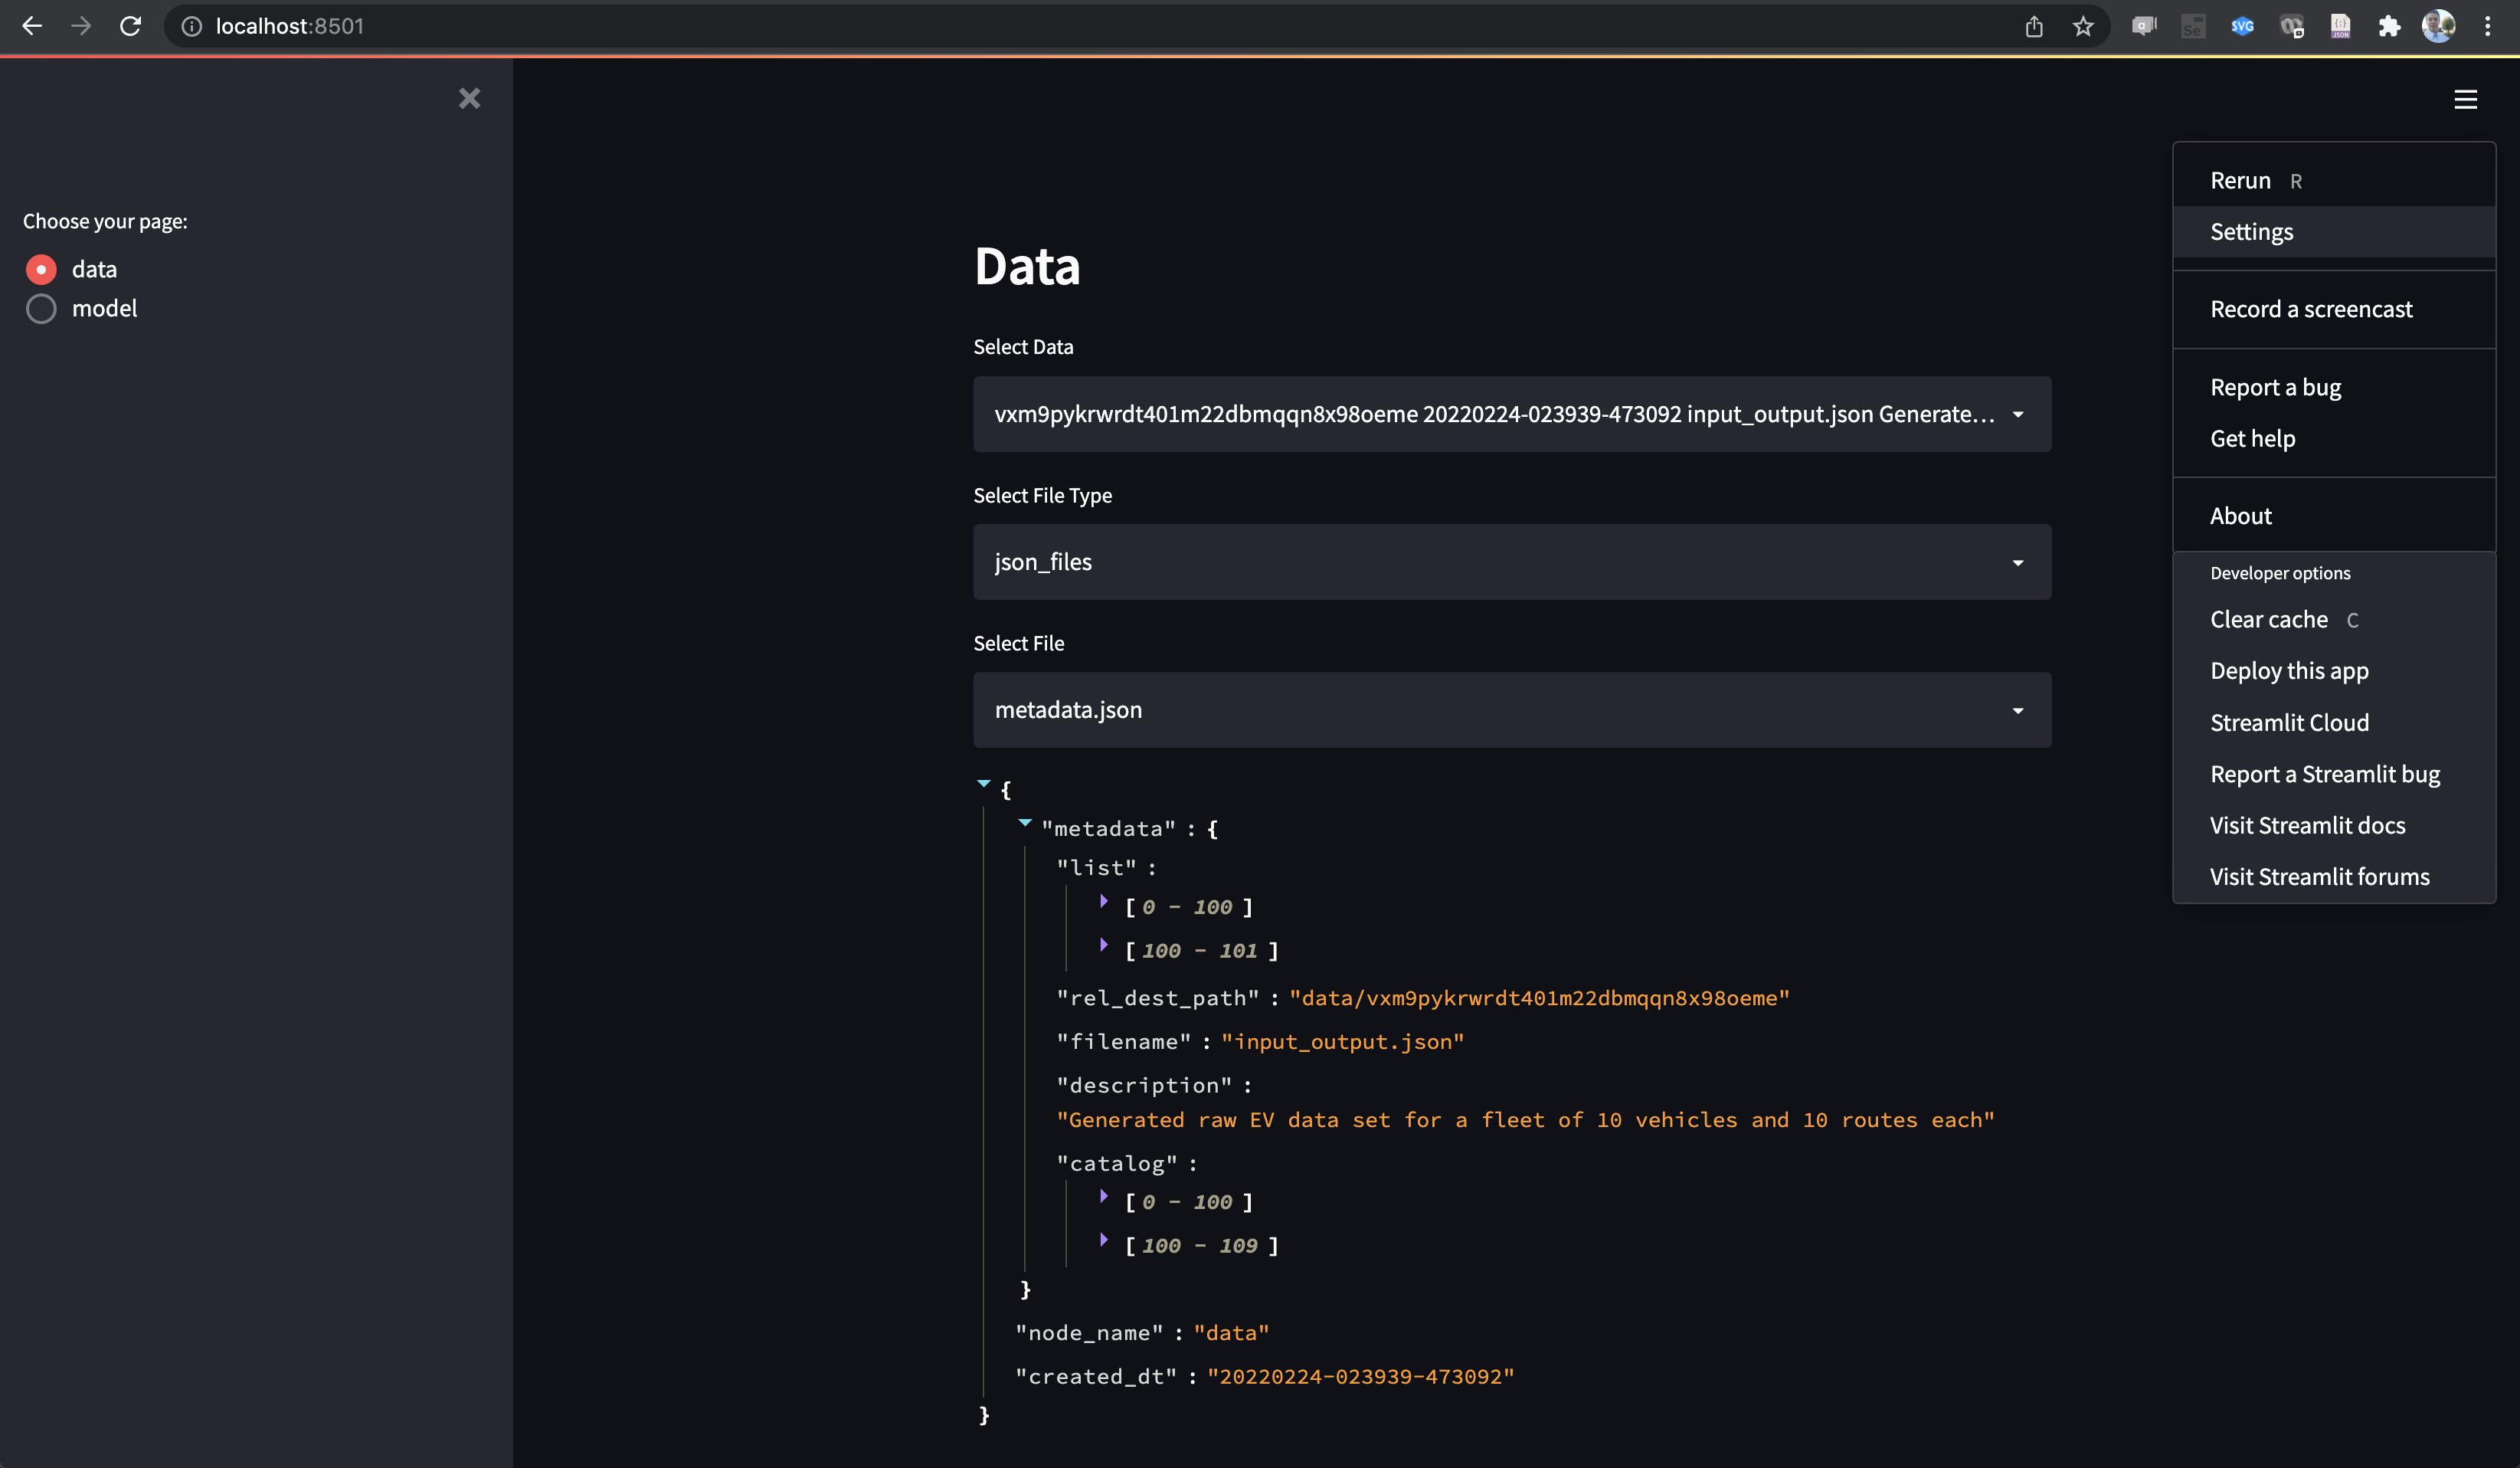 localhost:8501
Se
SVG
JSON
Choose your page:
data
model
Data
Select Data
vxm9pykrwrdt401m22dbmqqn8x98oeme 20220224-023939-473092 input_output.json Generate...
Select File Type
json_files
Select File
metadata.json
{
"metadata" : {
"list" :
[ 0 - 100 ]
[ 100 - 101 ]
"rel_dest_path" : "data/vxm9pykrwrdt401m22dbmqqn8x98oeme"
"filename" : "input_output.json"
"description" :
"Generated raw EV data set for a fleet of 10 vehicles and 10 routes each"
"catalog" :
[ 0 - 100 ]
[ 100 - 109 ]
}
"node_name" : "data"
"created_dt" : "20220224-023939-473092"
}
Rerun R
Settings
Record a screencast
Report a bug
Get help
About
Developer options
Clear cache C
Deploy this app
Streamlit Cloud
Report a Streamlit bug
Visit Streamlit docs
Visit Streamlit forums